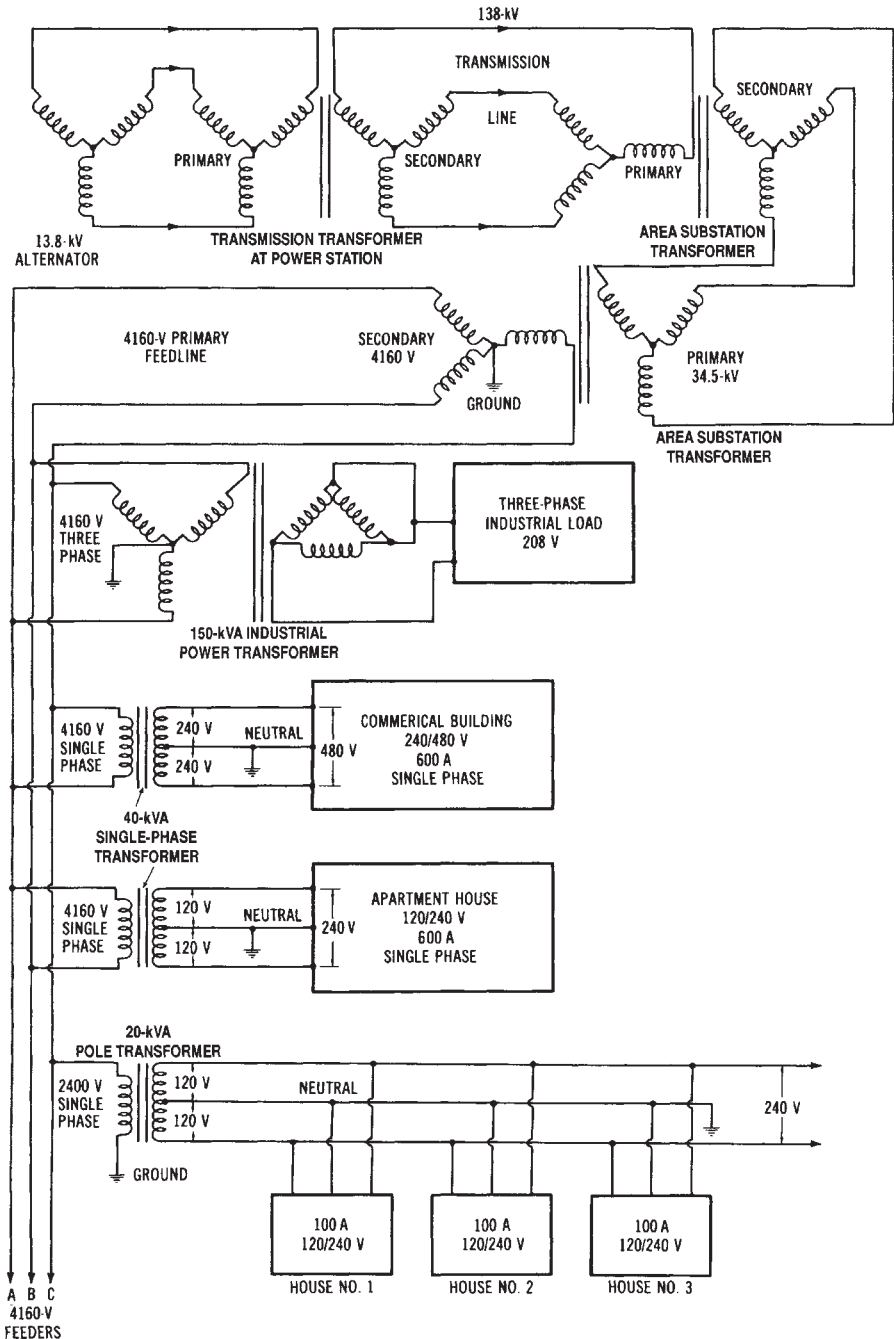 138-kV
TRANSMISSION
LINE
SECONDARY
PRIMARY
SECONDARY
PRIMARY
13.8-kV
ALTERNATOR
TRANSMISSION TRANSFORMER
AT POWER STATION
AREA SUBSTATION
TRANSFORMER
4160-V PRIMARY
FEEDLINE
SECONDARY
4160 V
GROUND
PRIMARY
34.5-kV
AREA SUBSTATION
TRANSFORMER
4160 V
THREE
PHASE
THREE-PHASE
INDUSTRIAL LOAD
208 V
150-kVA INDUSTRIAL
POWER TRANSFORMER
4160 V
SINGLE
PHASE
240 V
240 V
NEUTRAL
480 V
COMMERICAL BUILDING
240/480 V
600 A
SINGLE PHASE
40-kVA
SINGLE-PHASE
TRANSFORMER
4160 V
SINGLE
PHASE
120 V
120 V
NEUTRAL
240 V
APARTMENT HOUSE
120/240 V
600 A
SINGLE PHASE
20-kVA
POLE TRANSFORMER
2400 V
SINGLE
PHASE
120 V
120 V
NEUTRAL
240 V
GROUND
100 A
120/240 V
HOUSE NO. 1
100 A
120/240 V
HOUSE NO. 2
100 A
120/240 V
HOUSE NO. 3
A B C
4160-V
FEEDERS